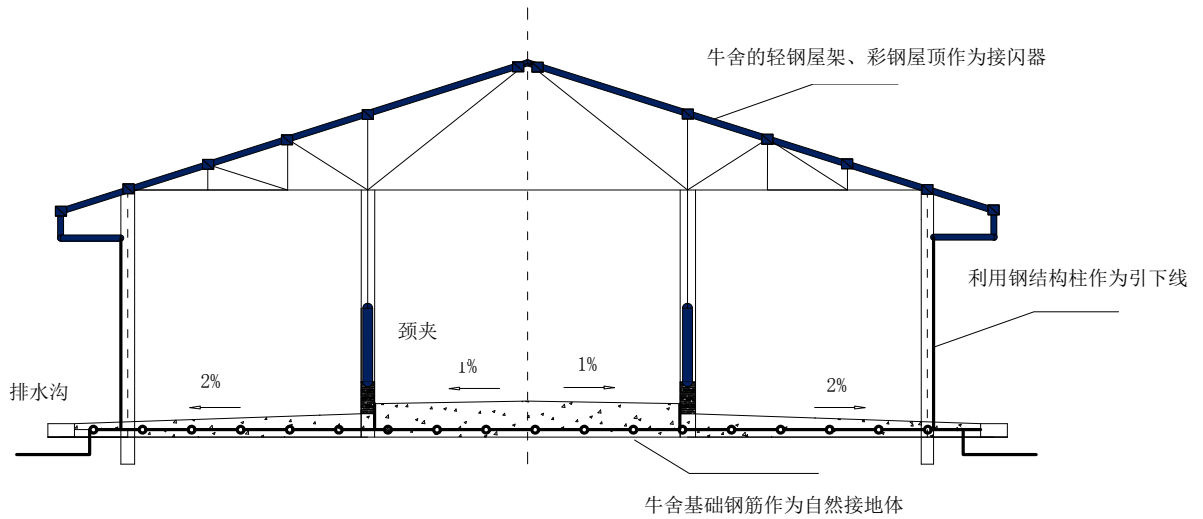 牛舍的轻钢屋架、彩钢屋顶作为接闪器
利用钢结构柱作为引下线
颈夹
1% 1%
2% 2%
排水沟
牛舍基础钢筋作为自然接地体